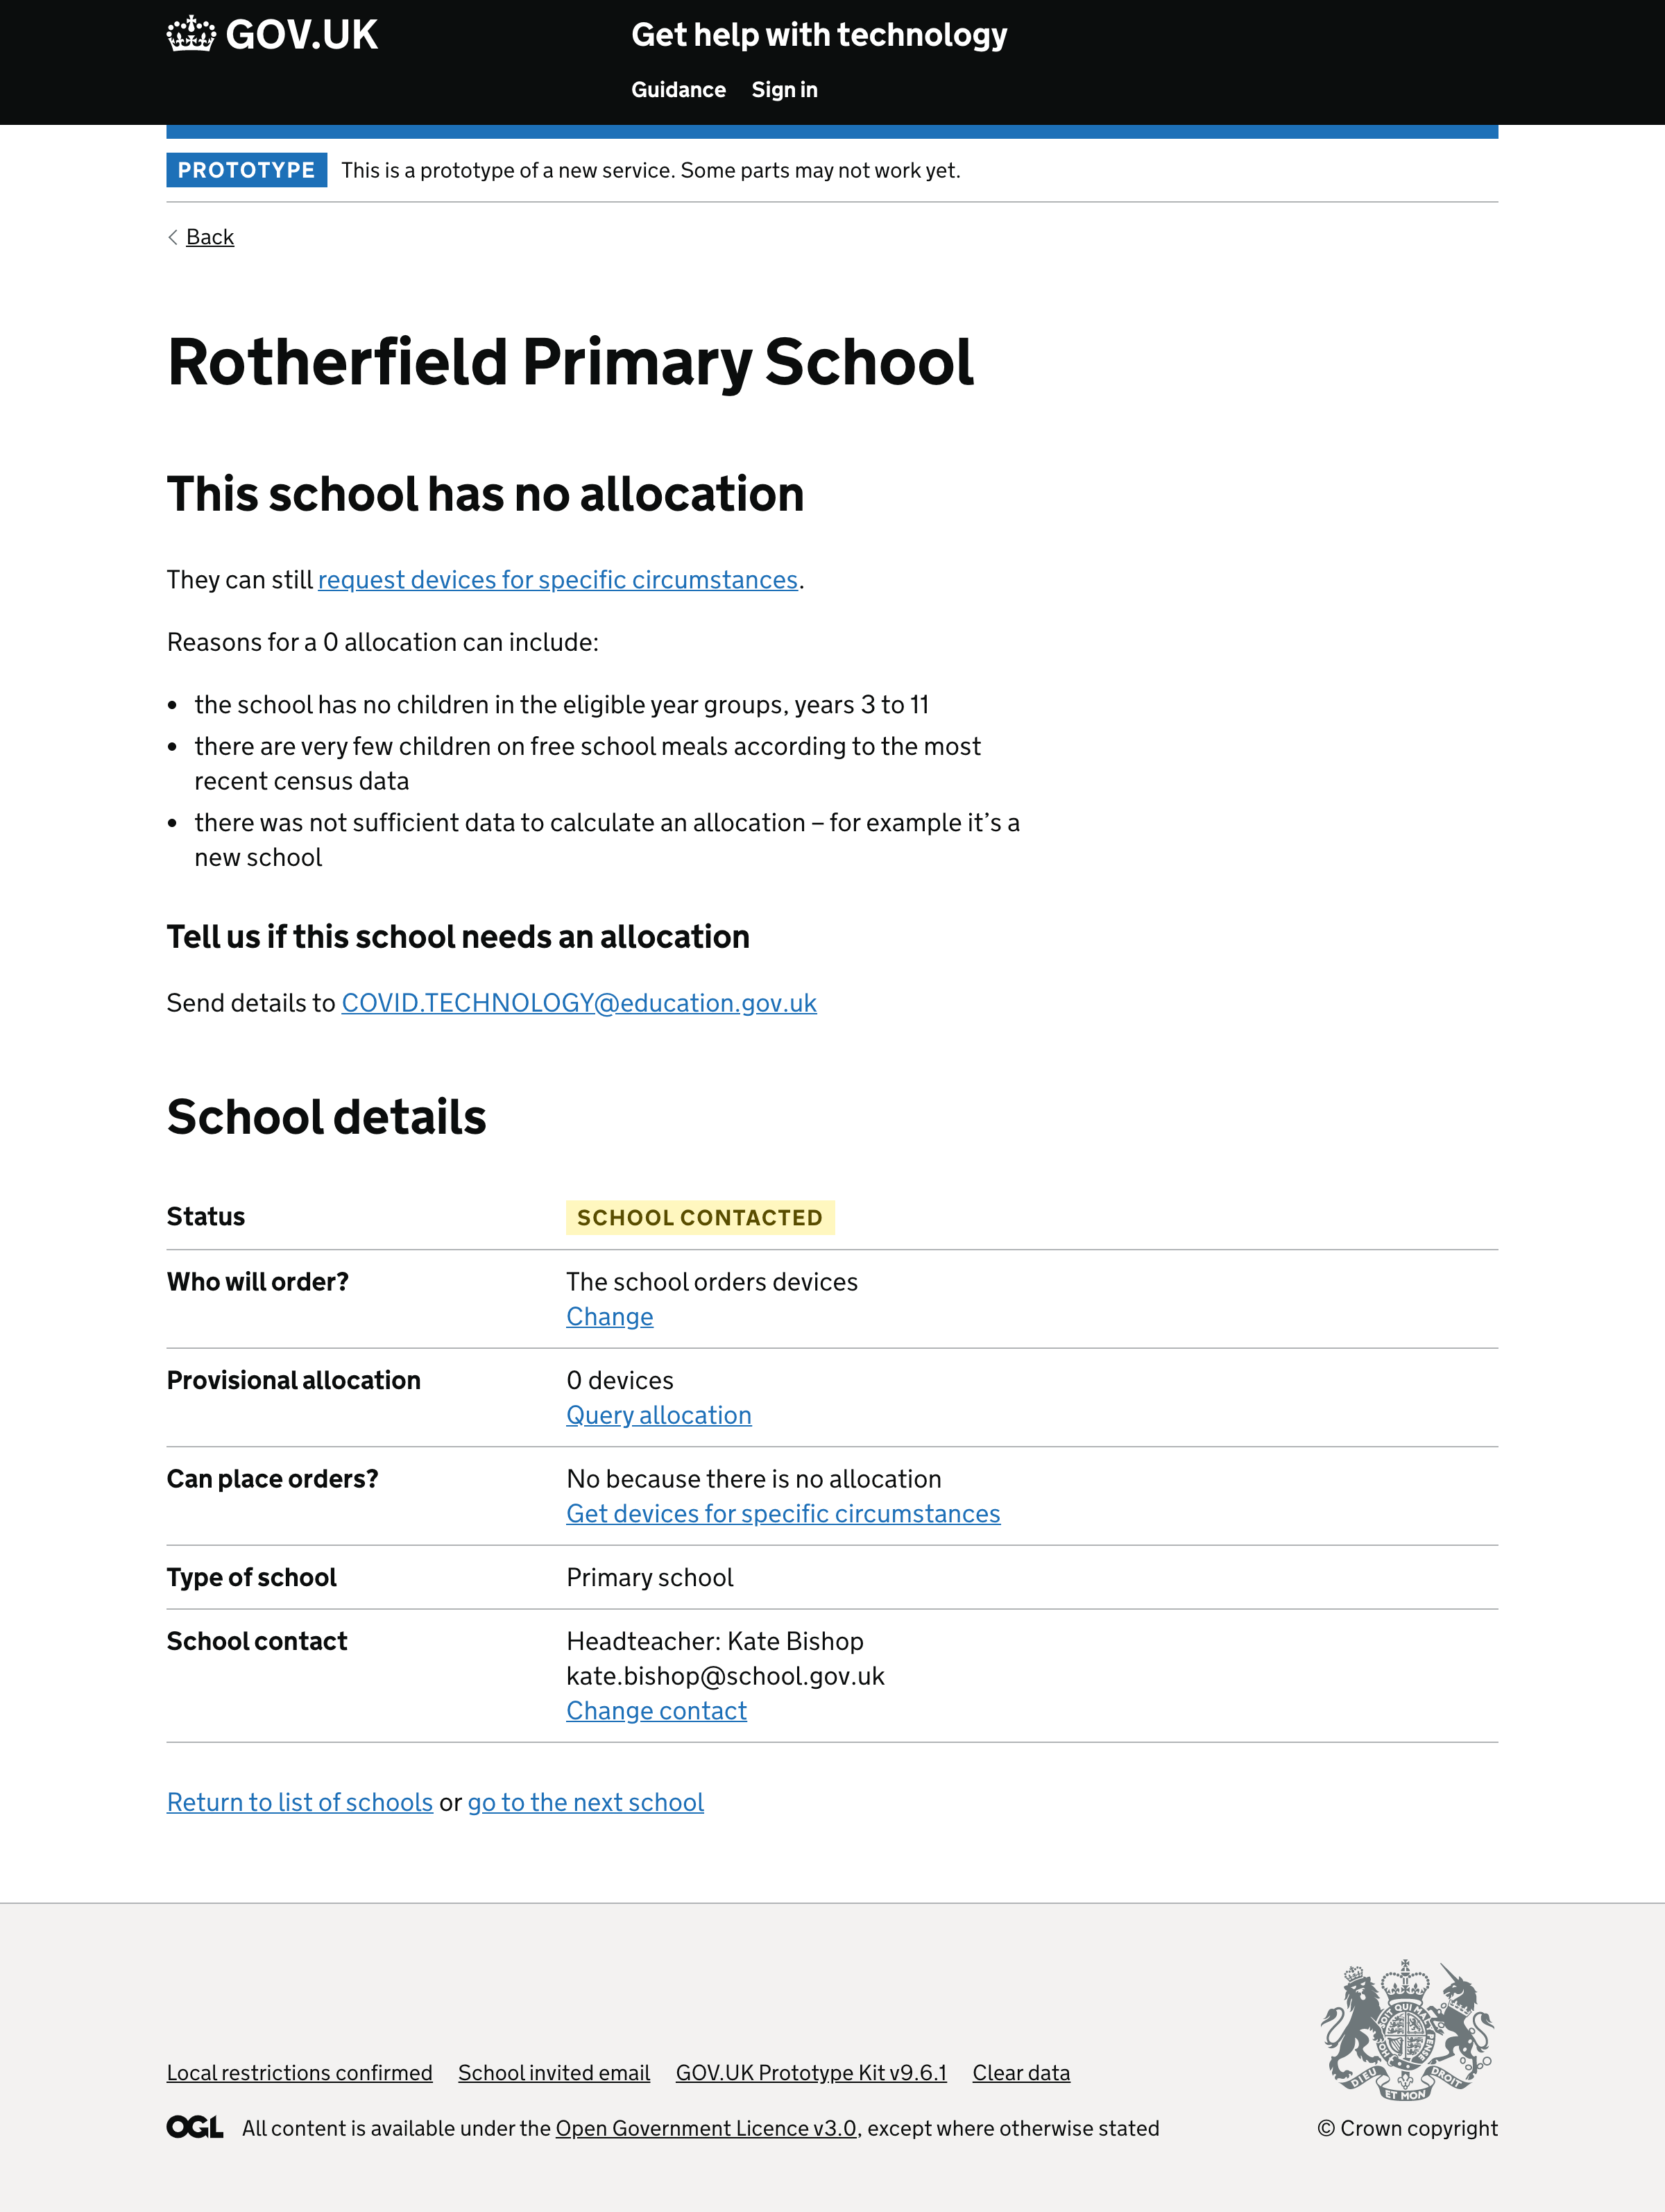 GOV.UK
Get help with technology
Guidance Sign in
PROTOTYPE This is a prototype of a new service. Some parts may not work yet.
Back
Rotherfield Primary School
This school has no allocation
They can still request devices for specific circumstances.
Reasons for a 0 allocation can include:
• the school has no children in the eligible year groups, years 3 to 11
• there are very few children on free school meals according to the most
recent census data
• there was not sufficient data to calculate an allocation – for example it’s a
new school
Tell us if this school needs an allocation
Send details to COVID.TECHNOLOGY@education.gov.uk
School details
Status SCHOOL CONTACTED
Who will order? The school orders devices
Change
Provisional allocation 0 devices
Query allocation
Can place orders? No because there is no allocation
Get devices for specific circumstances
Type of school Primary school
School contact Headteacher: Kate Bishop
kate.bishop@school.gov.uk
Change contact
Return to list of schools or go to the next school
Local restrictions confirmed School invited email GOV.UK Prototype Kit v9.6.1 Clear data
DIEU ET MON DROIT
OGL All content is available under the Open Government Licence v3.0, except where otherwise stated
© Crown copyright